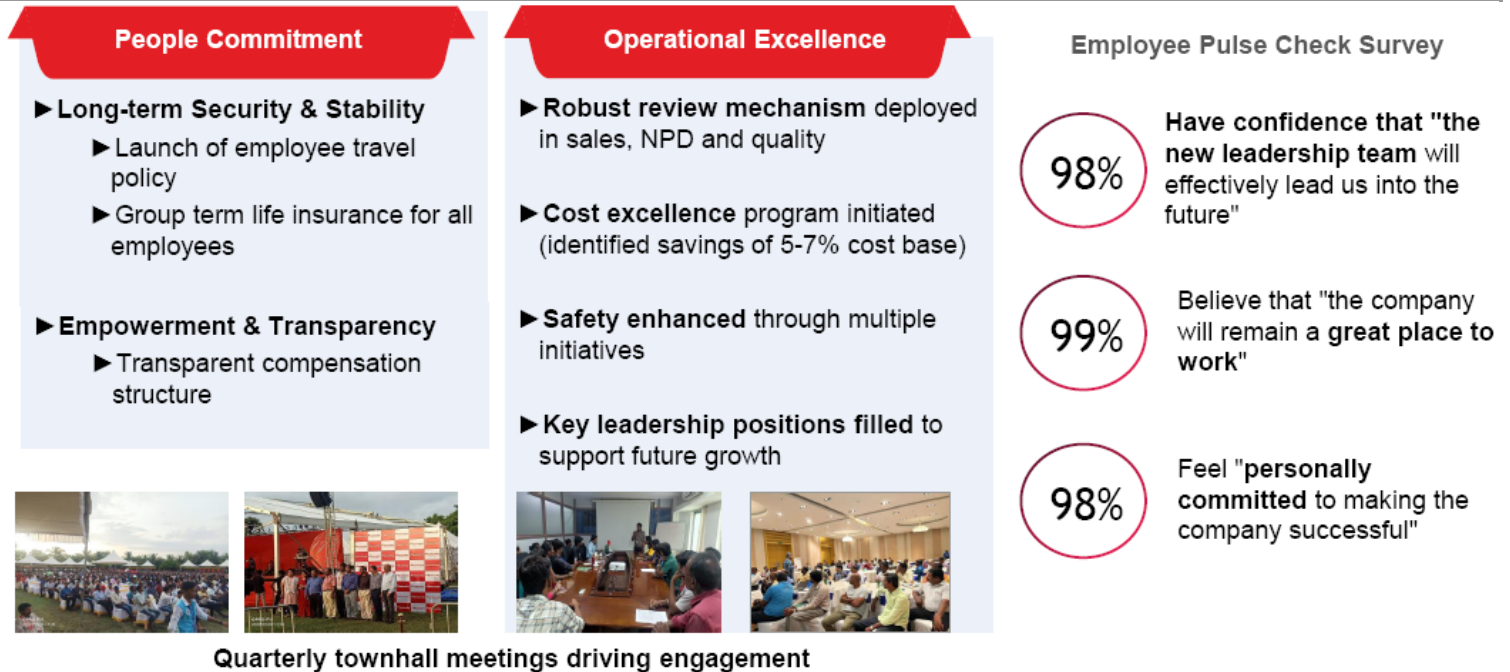 People Commitment
►Long-term Security & Stability
►Launch of employee travel
policy
►Group term life insurance for all
employees
►Empowerment & Transparency
►Transparent compensation
structure
Operational Excellence
►Robust review mechanism deployed
in sales, NPD and quality
►Cost excellence program initiated
(identified savings of 5-7% cost base)
►Safety enhanced through multiple
initiatives
►Key leadership positions filled to
support future growth
Employee Pulse Check Survey
98%
Have confidence that "the
new leadership team will
effectively lead us into the
future"
99%
Believe that "the company
will remain a great place to
work"
98%
Feel "personally
committed to making the
company successful"
Quarterly townhall meetings driving engagement